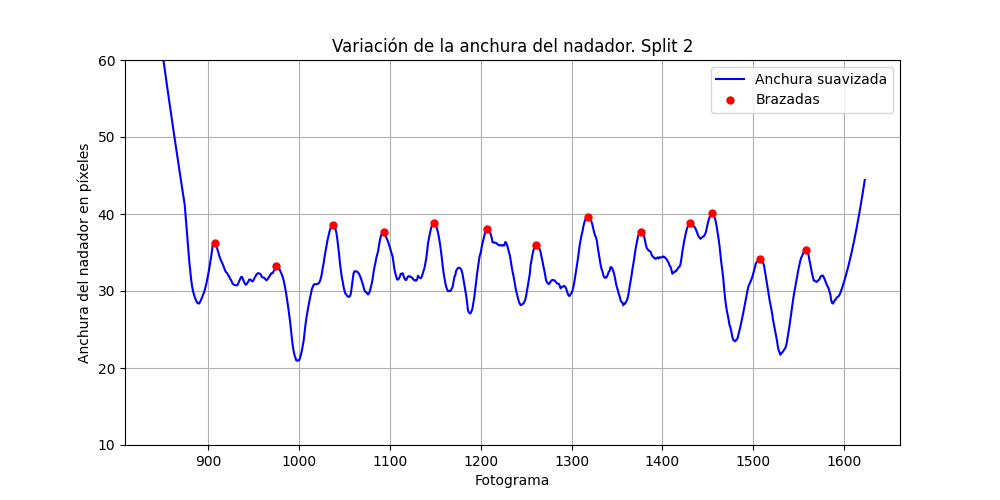 Variación de la anchura del nadador. Split 2
Anchura suavizada
Brazadas
Anchura del nadador en píxeles
60
50
40
30
20
10
900 1000 1100 1200 1300 1400 1500 1600
Fotograma